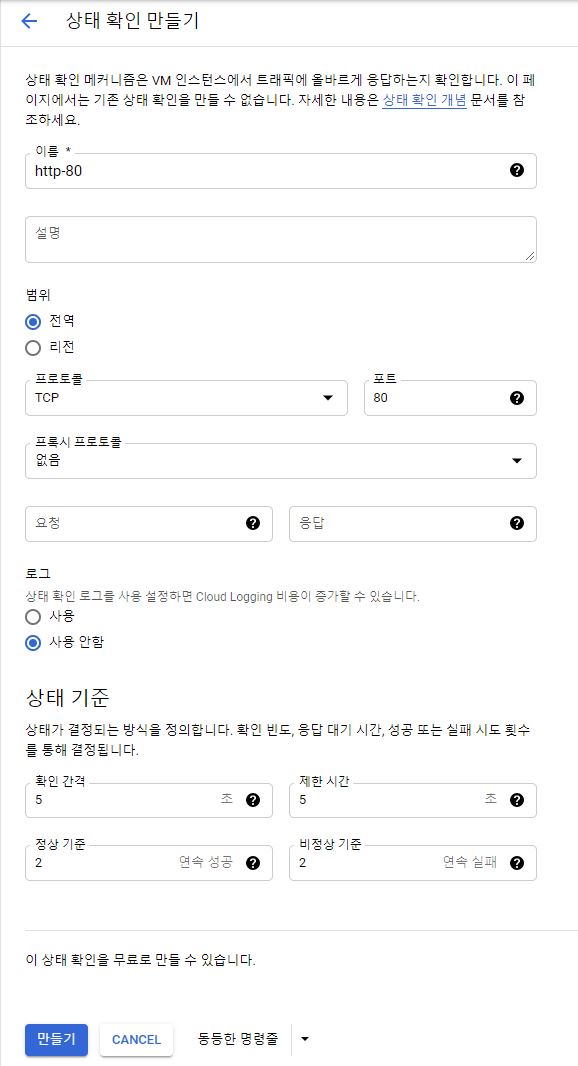 상태 확인 만들기
상태 확인 메커니즘은 VM 인스턴스에서 트래픽에 올바르게 응답하는지 확인합니다. 이 페
이지에서는 기존 상태 확인을 만들 수 없습니다. 자세한 내용은 상태 확인 개념 문서를 참
조하세요.
이름 *
http-80
설명
범위
전역
리전
프로토콜
TCP
포트
80
프록시 프로토콜
없음
요청
응답
로그
상태 확인 로그를 사용 설정하면 Cloud Logging 비용이 증가할 수 있습니다.
사용
사용 안함
상태 기준
상태가 결정되는 방식을 정의합니다. 확인 빈도, 응답 대기 시간, 성공 또는 실패 시도 횟수
를 통해 결정됩니다.
확인 간격
5 초
제한 시간
5 초
정상 기준
2 연속 성공
비정상 기준
2 연속 실패
이 상태 확인을 무료로 만들 수 있습니다.
만들기 CANCEL 동등한 명령줄